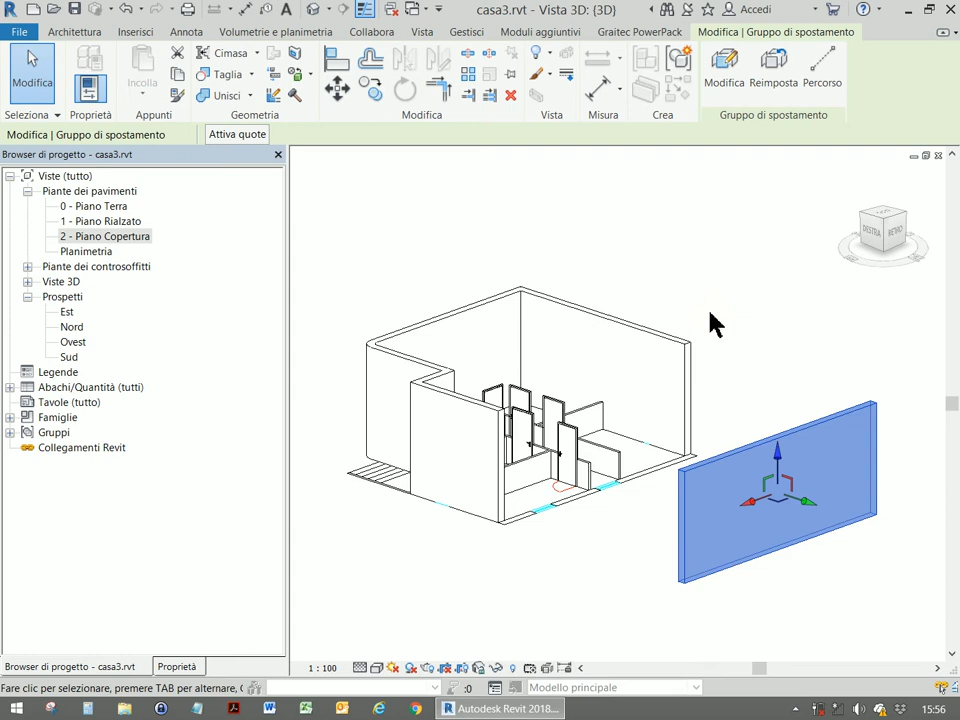 casa3.rvt - Vista 3D: {3D}
Accedi
File
Architettura
Inserisci
Annota
Volumetrie e planimetria
Collabora
Vista
Gestisci
Moduli aggiuntivi
Graitec PowerPack
Modifica | Gruppo di spostamento
Modifica
Incolla
Cimasa
Taglia
Unisci
Modifica
Reimposta
Percorso
Seleziona
Proprietà
Appunti
Geometria
Modifica
Vista
Misura
Crea
Gruppo di spostamento
Modifica | Gruppo di spostamento
Attiva quote
Browser di progetto - casa3.rvt
Viste (tutto)
Piante dei pavimenti
0 - Piano Terra
1 - Piano Rialzato
2 - Piano Copertura
Planimetria
Piante dei controsoffitti
Viste 3D
Prospetti
Est
Nord
Ovest
Sud
Legende
Abachi/Quantità (tutti)
Tavole (tutto)
Famiglie
Gruppi
Collegamenti Revit
DESTRA
RETRO
Browser di progetto - casa3.rvt
Proprietà
1 : 100
Fare clic per selezionare, premere TAB per alternare, C
:0
Modello principale
Autodesk Revit 2018...
15:56